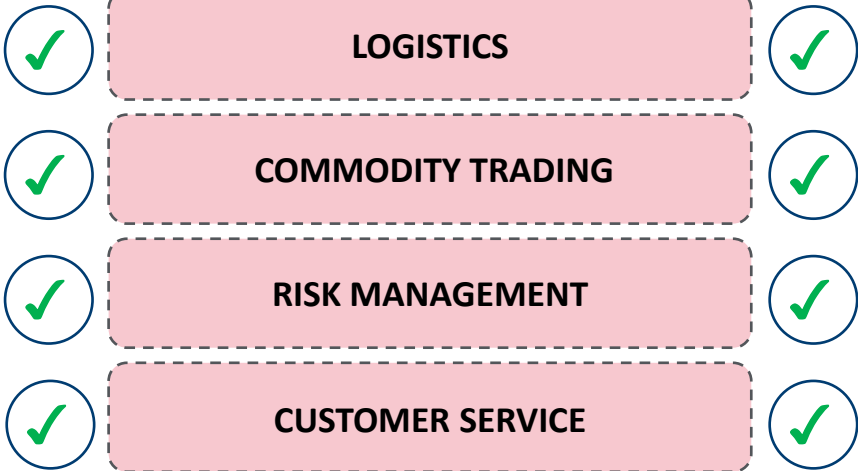 LOGISTICS
COMMODITY TRADING
RISK MANAGEMENT
CUSTOMER SERVICE